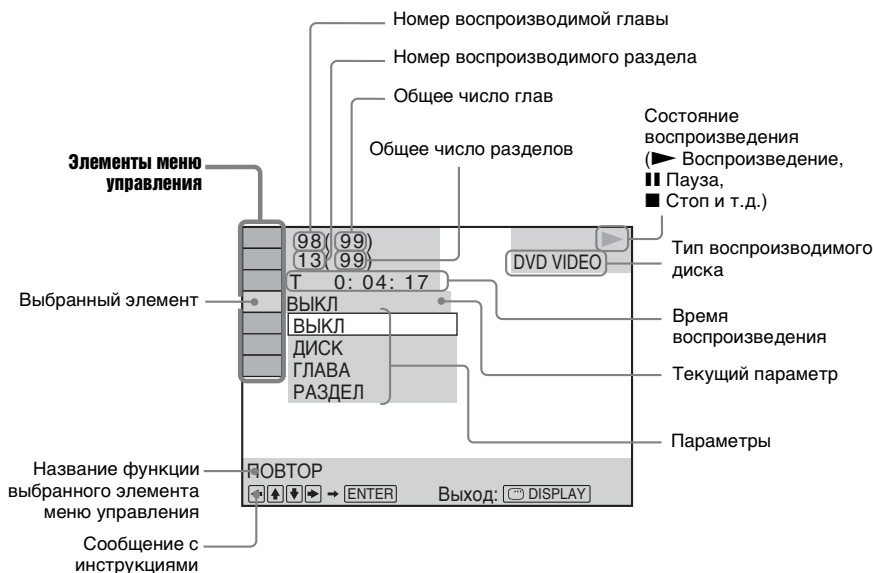 Номер воспроизводимой главы
Номер воспроизводимого раздела
Общее число глав
Общее число разделов
Состояние
воспроизведения
(► Воспроизведение,
▮▮ Пауза,
■ Стоп и т.д.)
Элементы меню
управления
98( 99)
13( 99)
DVD VIDEO
Тип воспроизводимого
диска
T 0: 04: 17
Выбранный элемент
ВЫКЛ
ВЫКЛ
ДИСК
ГЛАВА
РАЗДЕЛ
Время
воспроизведения
Текущий параметр
Параметры
Название функции
выбранного элемента
меню управления
ПОВТОР
ENTER Выход: DISPLAY
Сообщение с
инструкциями